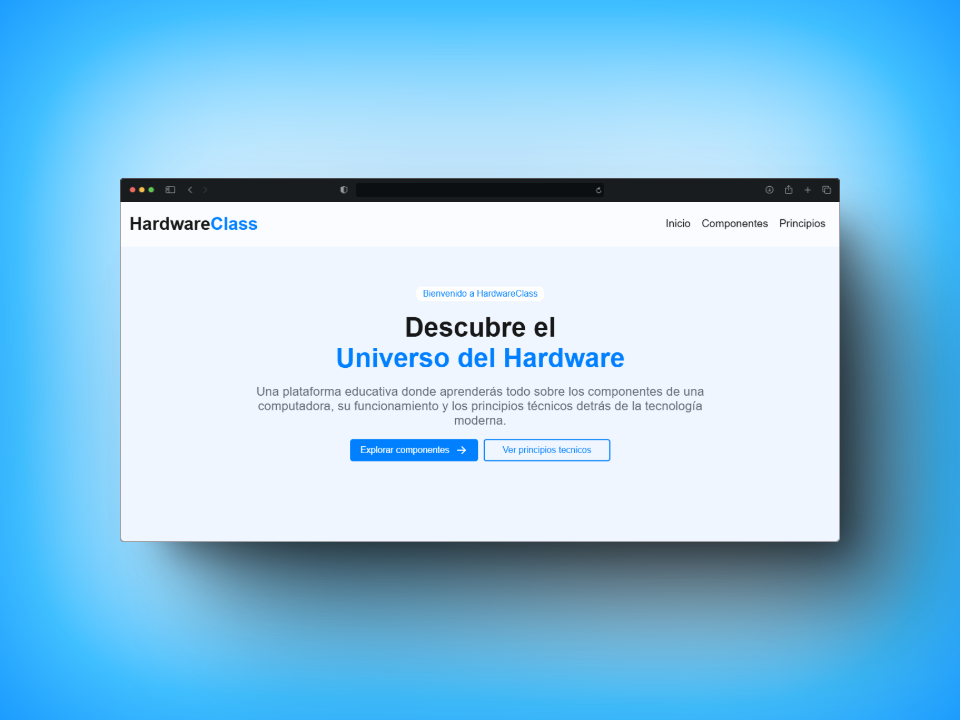 HardwareClass
Inicio Componentes Principios
Bienvenido a HardwareClass
Descubre el
Universo del Hardware
Una plataforma educativa donde aprenderás todo sobre los componentes de una
computadora, su funcionamiento y los principios técnicos detrás de la tecnología
moderna.
Explorar componentes
Ver principios tecnicos